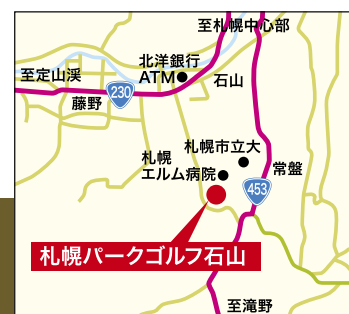 至札幌中心部
北洋銀行
ATM
至定山渓
石山
230
藤野
札幌市立大
札幌
エルム病院
常盤
453
札幌パークゴルフ石山
至滝野